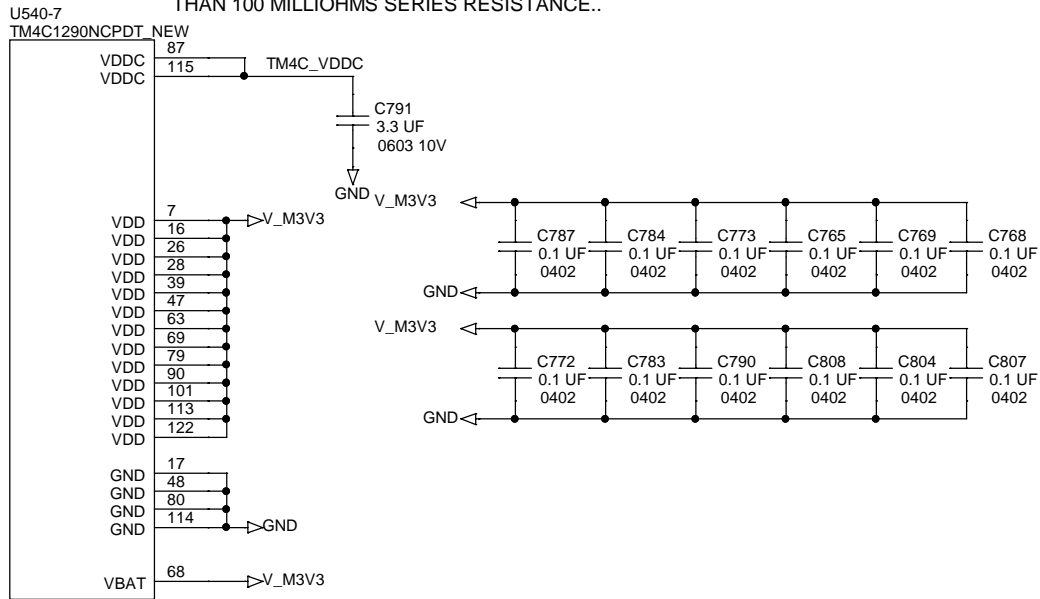 THAN 100 MILLIOHMS SERIES RESISTANCE..
U540-7
TM4C1290NCPDT_NEW
VDDC 87
VDDC 115
TM4C_VDDC
C791
3.3 UF
0603 10V
GND
VDD 7
V_M3V3
VDD 16
VDD 26
VDD 28
VDD 39
VDD 47
VDD 63
VDD 69
VDD 79
VDD 90
VDD 101
VDD 113
VDD 122
GND 17
GND 48
GND 80
GND 114
GND
VBAT 68
V_M3V3
V_M3V3
C787 C784 C773 C765 C769 C768
0.1 UF 0.1 UF 0.1 UF 0.1 UF 0.1 UF 0.1 UF
0402 0402 0402 0402 0402 0402
GND
V_M3V3
C772 C783 C790 C808 C804 C807
0.1 UF 0.1 UF 0.1 UF 0.1 UF 0.1 UF 0.1 UF
0402 0402 0402 0402 0402 0402
GND